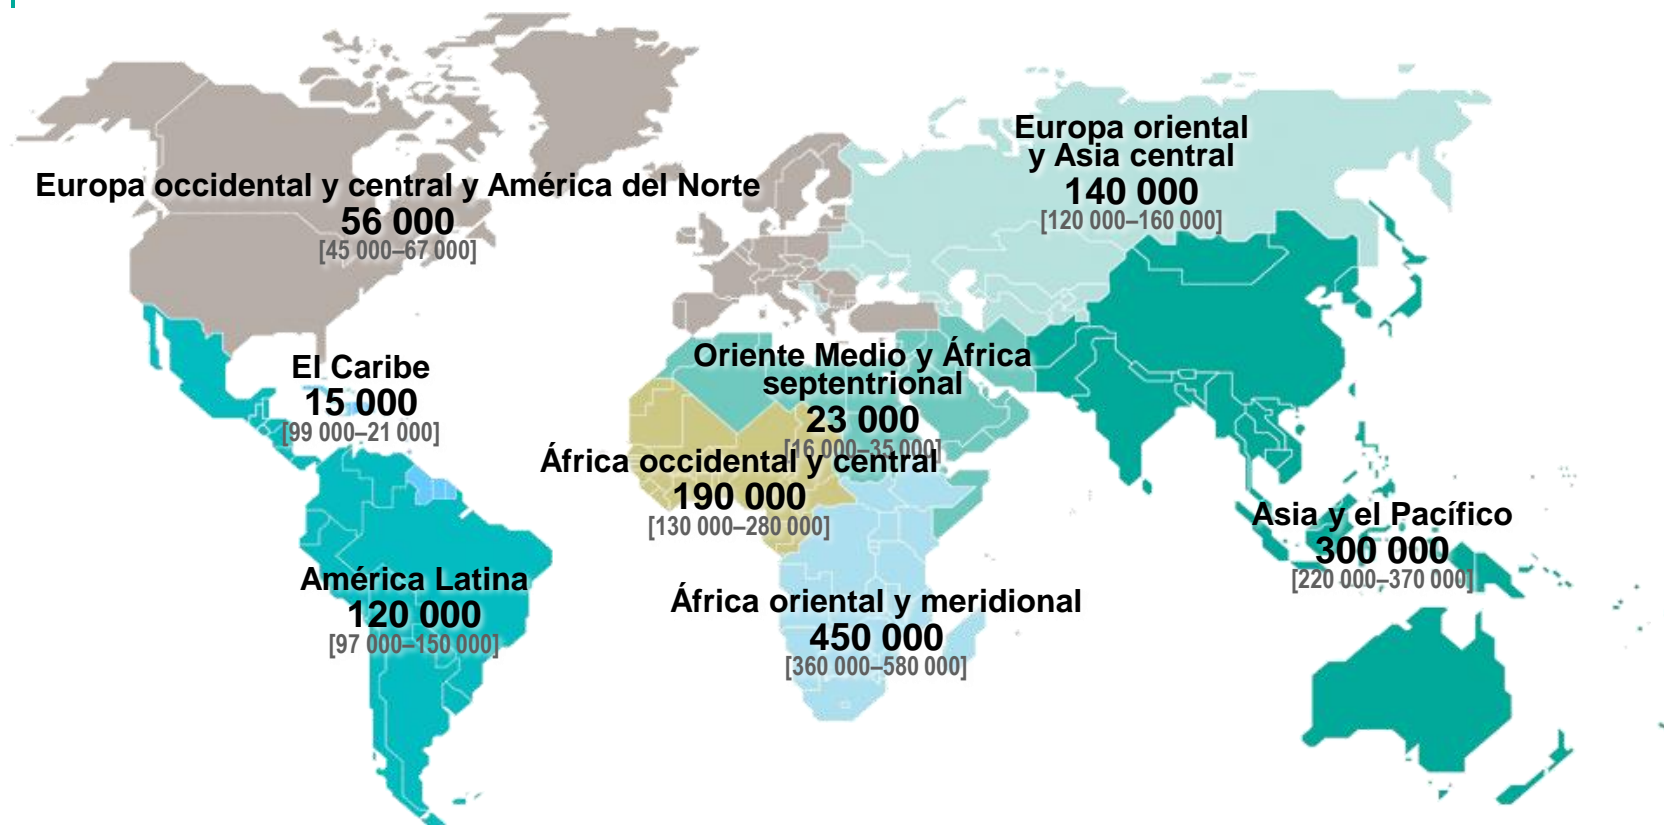 Europa oriental
y Asia central
140 000
[120 000–160 000]
Europa occidental y central y América del Norte
56 000
[45 000–67 000]
El Caribe
15 000
[99 000–21 000]
Oriente Medio y África
septentrional
23 000
[16 000–35 000]
África occidental y central
190 000
[130 000–280 000]
Asia y el Pacífico
300 000
[220 000–370 000]
América Latina
120 000
[97 000–150 000]
África oriental y meridional
450 000
[360 000–580 000]